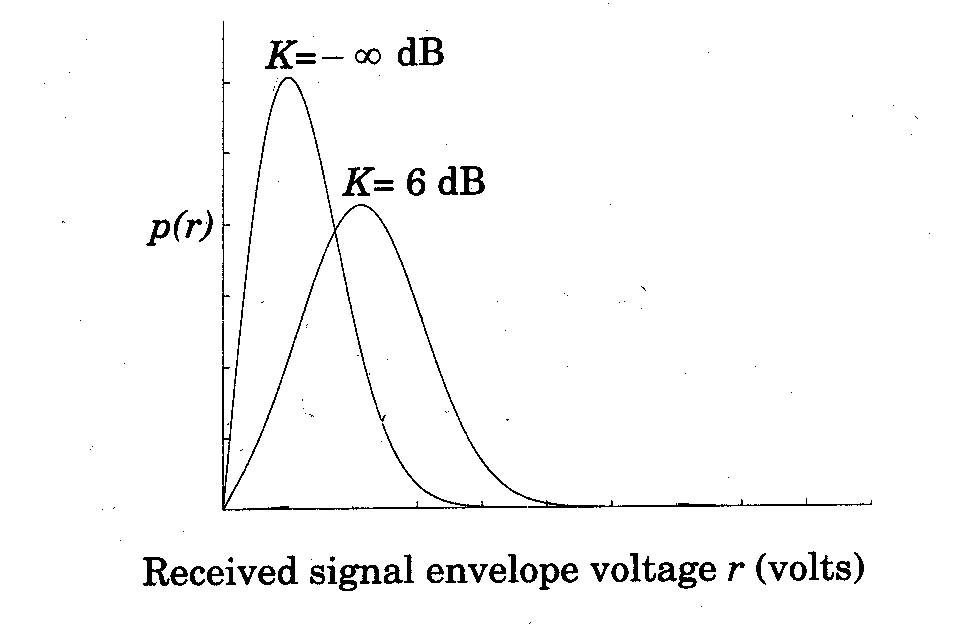 K=– ∞ dB
K= 6 dB
p(r)
Received signal envelope voltage r (volts)